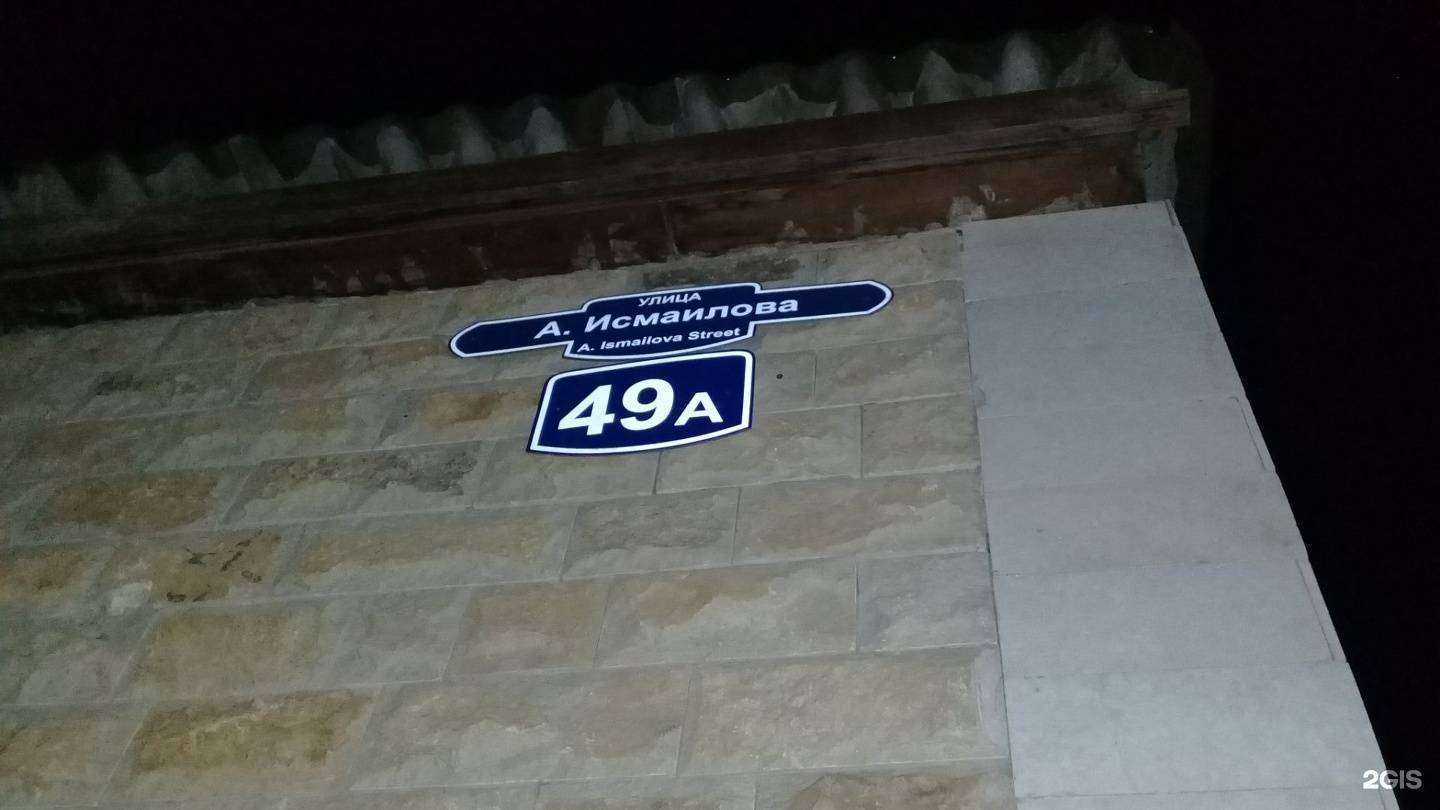 УЛИЦА
А. Исмаилова
A. Ismailova Street
49А
2GIS